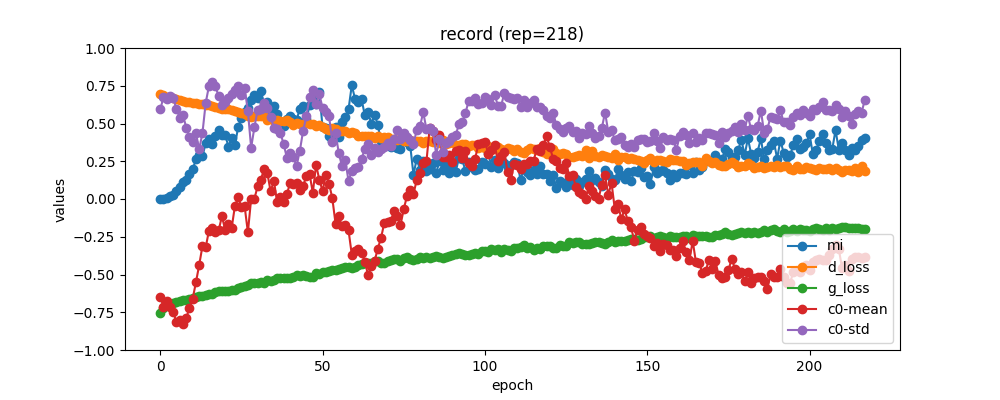 record (rep=218)
values
1.00
0.75
0.50
0.25
0.00
−0.25
−0.50
−0.75
−1.00
0
50
100
150
200
epoch
mi
d_loss
g_loss
c0-mean
c0-std